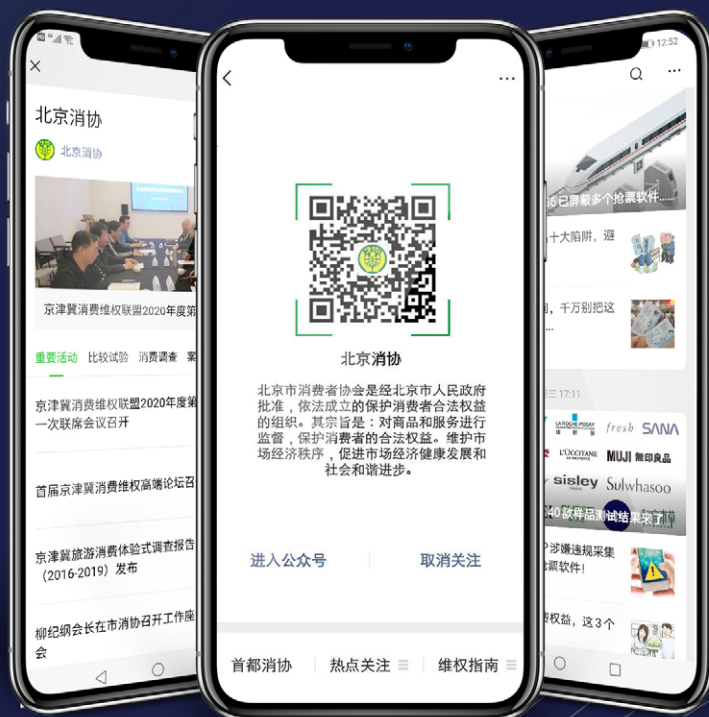 北京消协
北京消协
京津冀消费维权联盟2020年度第
重要活动 比较试验 消费调查 案
京津冀消费维权联盟2020年度第
一次联席会议召开
首届京津冀消费维权高端论坛召
京津冀旅游消费体验式调查报告
（2016-2019）发布
柳纪纲会长在市消协召开工作座
会
北京消协
北京市消费者协会是经北京市人民政府
批准，依法成立的保护消费者合法权益
的组织。其宗旨是：对商品和服务进行
监督，保护消费者的合法权益。维护市
场经济秩序，促进市场经济健康发展和
社会和谐进步。
进入公众号 取消关注
首都消协 热点关注 维权指南
12:52
06已屏蔽多个抢票软件......
十大陷阱，避
，千万别把这
...
三 17:11
LA ROCHE-POSAY fresh SANA
L'OCCITANE MUJI 無印良品
sisley Sulwhasoo
40款样品测试结果来了
P涉嫌违规采集
票软件！
权益，这3个